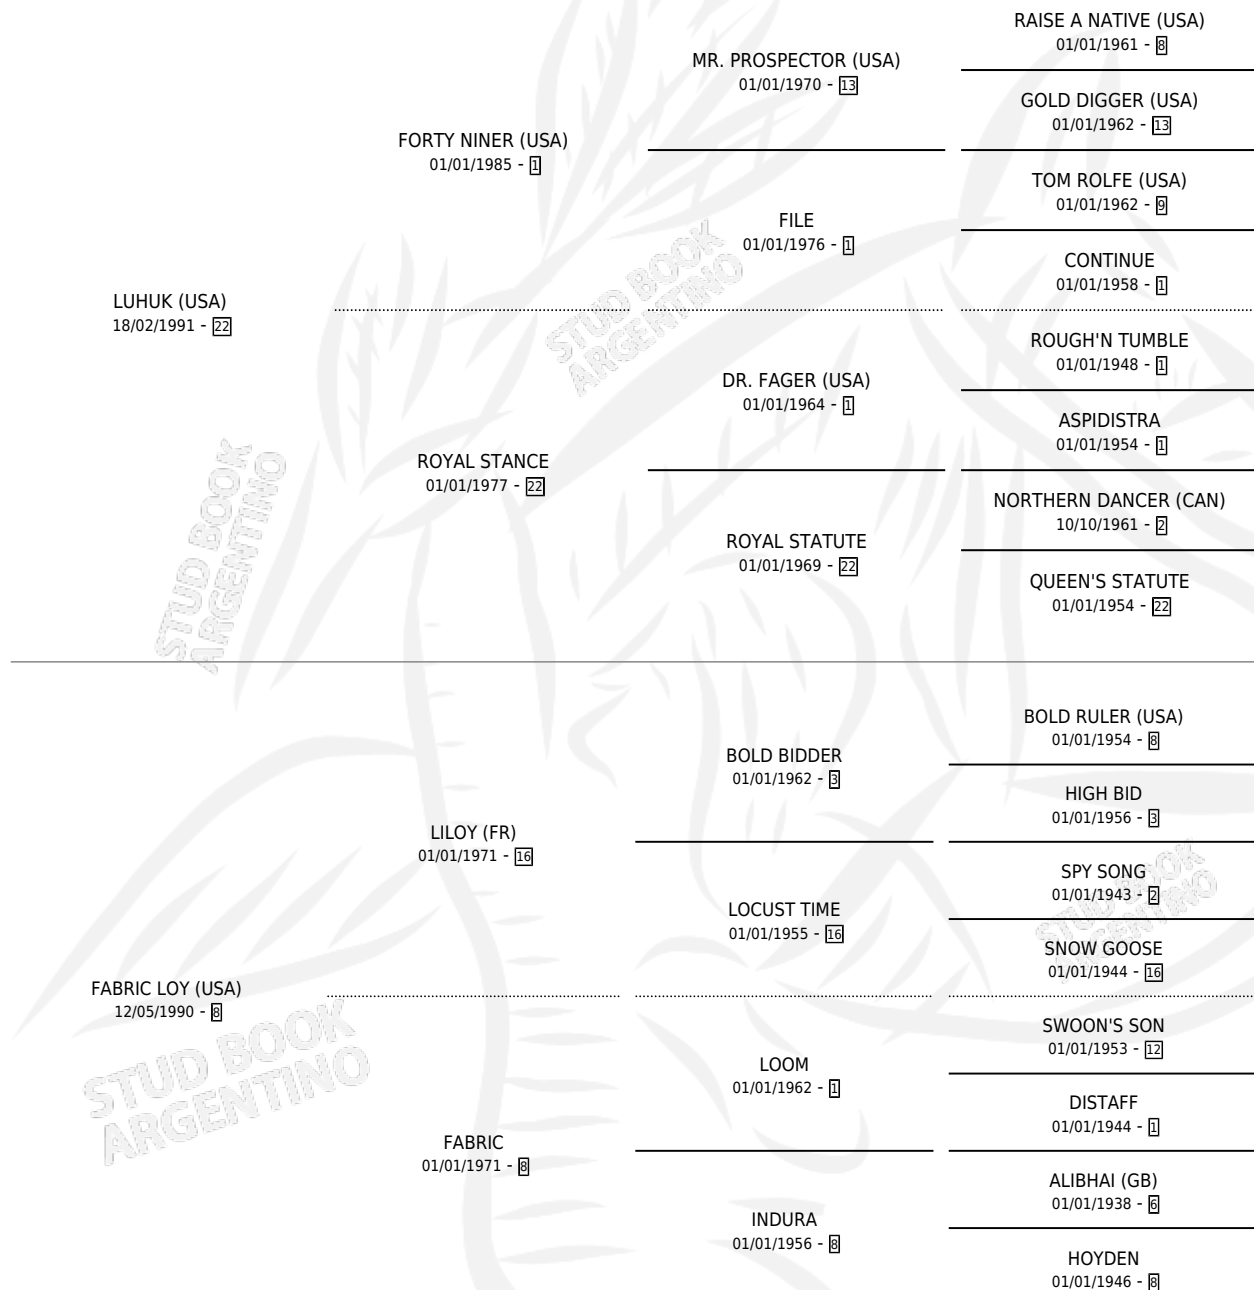 RAISE A NATIVE (USA)
01/01/1961 - 8
MR. PROSPECTOR (USA)
01/01/1970 - 13
GOLD DIGGER (USA)
01/01/1962 - 13
FORTY NINER (USA)
01/01/1985 - 1
TOM ROLFE (USA)
01/01/1962 - 9
FILE
01/01/1976 - 1
CONTINUE
01/01/1958 - 1
LUHUK (USA)
18/02/1991 - 22
STUD BOOK
ARGENTINO
ROUGH'N TUMBLE
01/01/1948 - 1
DR. FAGER (USA)
01/01/1964 - 1
ASPIDISTRA
01/01/1954 - 1
ROYAL STANCE
01/01/1977 - 22
NORTHERN DANCER (CAN)
10/10/1961 - 2
ROYAL STATUTE
01/01/1969 - 22
QUEEN'S STATUTE
01/01/1954 - 22
STUD BOOK
ARGENTINO
BOLD RULER (USA)
01/01/1954 - 8
BOLD BIDDER
01/01/1962 - 3
HIGH BID
01/01/1956 - 3
LILOY (FR)
01/01/1971 - 16
SPY SONG
01/01/1943 - 2
LOCUST TIME
01/01/1955 - 16
SNOW GOOSE
01/01/1944 - 16
STUD BOOK
ARGENTINO
FABRIC LOY (USA)
12/05/1990 - 8
SWOON'S SON
01/01/1953 - 12
LOOM
01/01/1962 - 1
DISTAFF
01/01/1944 - 1
STUD BOOK
ARGENTINO
FABRIC
01/01/1971 - 8
ALIBHAI (GB)
01/01/1938 - 6
INDURA
01/01/1956 - 8
HOYDEN
01/01/1946 - 8